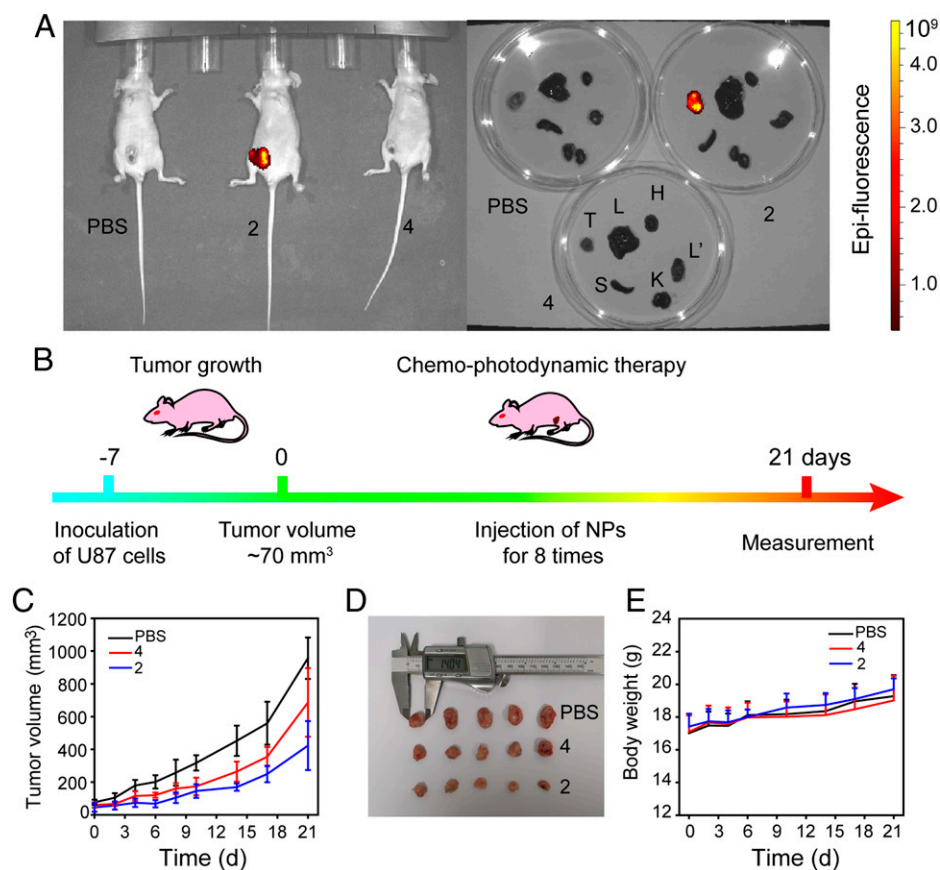 A
PBS
2
4
PBS
2
4
T
L
H
L’
S
K
Epi-fluorescence
10⁹
4.0
3.0
2.0
1.0
B
Tumor growth
Chemo-photodynamic therapy
-7
0
21 days
Inoculation
of U87 cells
Tumor volume
~70 mm³
Injection of NPs
for 8 times
Measurement
C
Tumor volume (mm³)
1200
1000
800
600
400
200
0
PBS
4
2
0 3 6 9 12 15 18 21
Time (d)
D
PBS
4
2
E
Body weight (g)
24
22
20
18
16
14
12
PBS
4
2
0 3 6 9 12 15 18 21
Time (d)